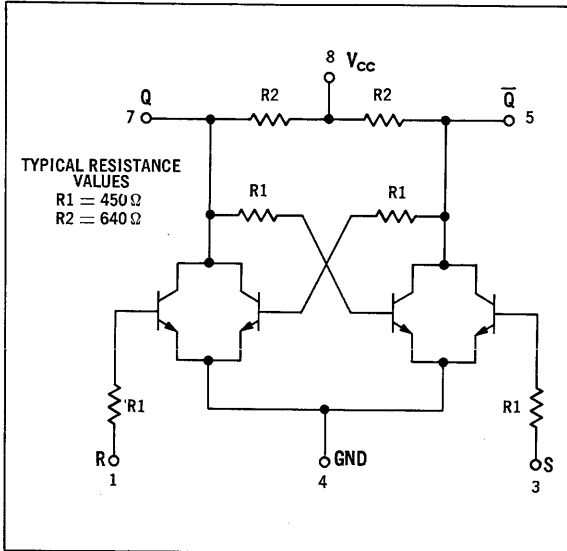 8 VCC
Q
7
R2
R2
Q̅
5
TYPICAL RESISTANCE
VALUES
R1 = 450 Ω
R2 = 640 Ω
R1
R1
R1
R1
R
1
GND
4
S
3